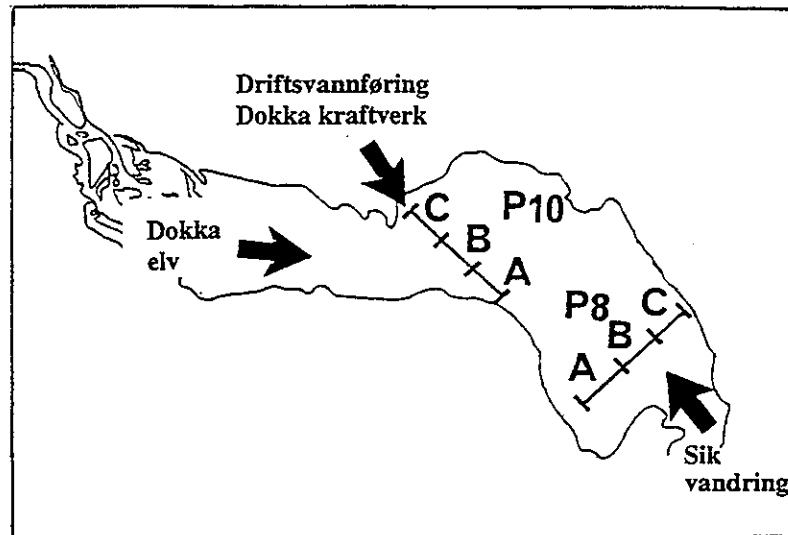 Driftsvannføring
Dokka kraftverk
C
P10
B
A
Dokka
elv
P8
C
B
A
Sik
vandring